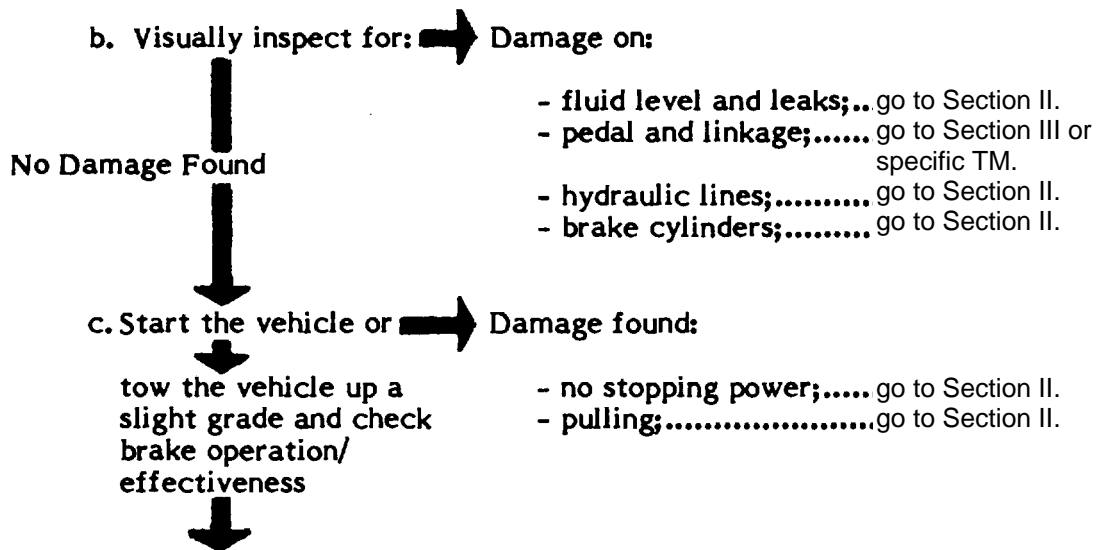 b. Visually inspect for: Damage on:
- fluid level and leaks;.. go to Section II.
- pedal and linkage;...... go to Section III or
specific TM.
No Damage Found
- hydraulic lines;.......... go to Section II.
- brake cylinders;......... go to Section II.
c. Start the vehicle or Damage found:
tow the vehicle up a - no stopping power;..... go to Section II.
slight grade and check - pulling;...................... go to Section II.
brake operation/
effectiveness